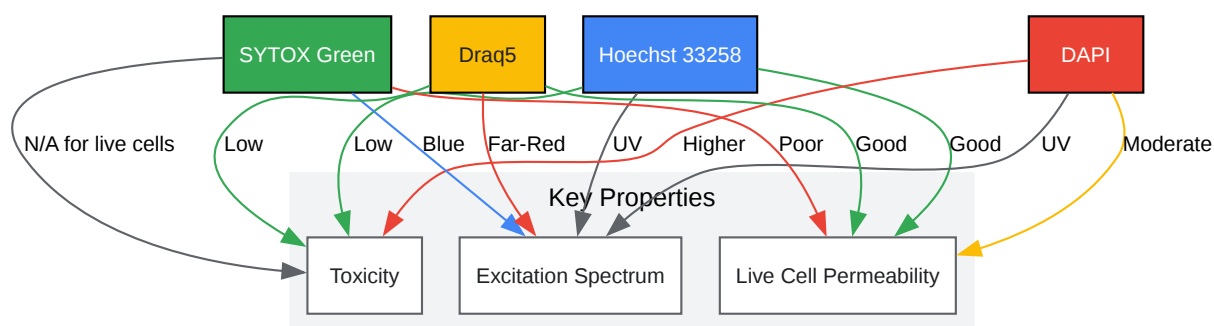 SYTOX Green
Draq5
Hoechst 33258
DAPI
N/A for live cells
Low
Low
Blue
Far-Red
UV
Higher
Poor
Good
Good
UV
Moderate
Key Properties
Toxicity
Excitation Spectrum
Live Cell Permeability